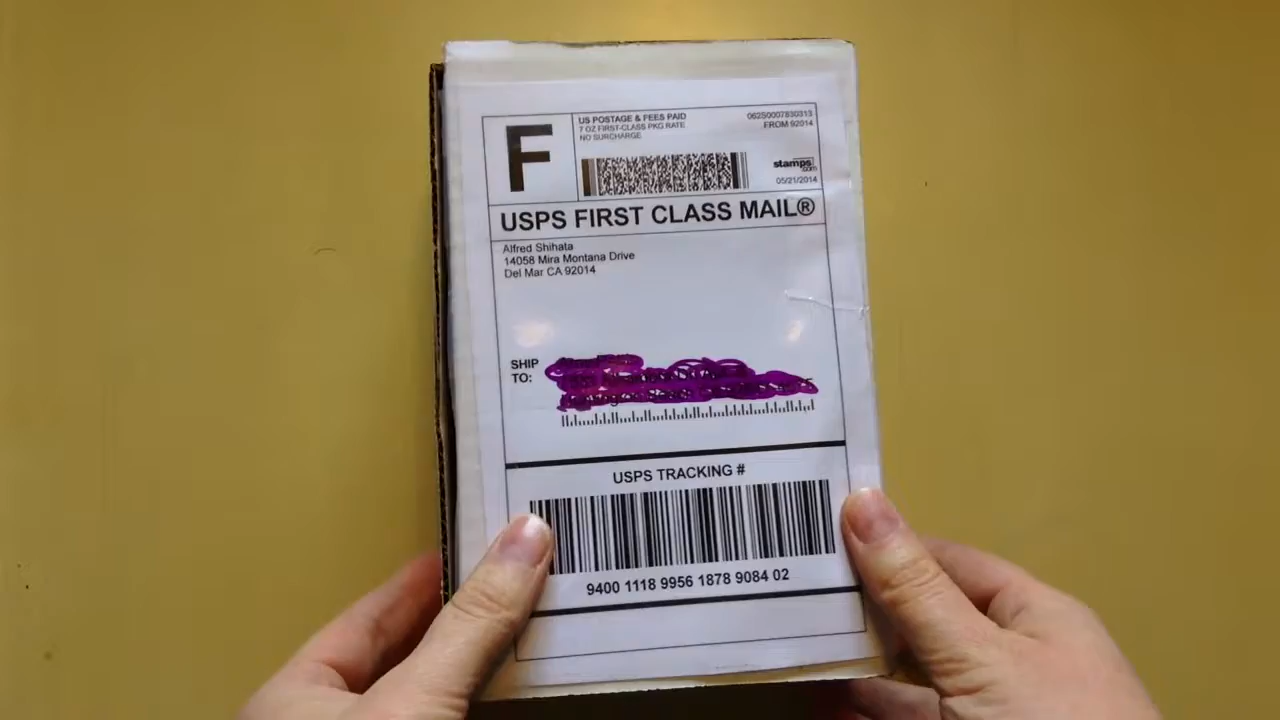 F
US POSTAGE & FEES PAID
7 OZ FIRST-CLASS PKG RATE
NO SURCHARGE
062S0007830313
FROM 92014
stamps.com
05/21/2014
USPS FIRST CLASS MAIL®
Alfred Shihata
14058 Mira Montana Drive
Del Mar CA 92014
SHIP
TO:
USPS TRACKING #
9400 1118 9956 1878 9084 02